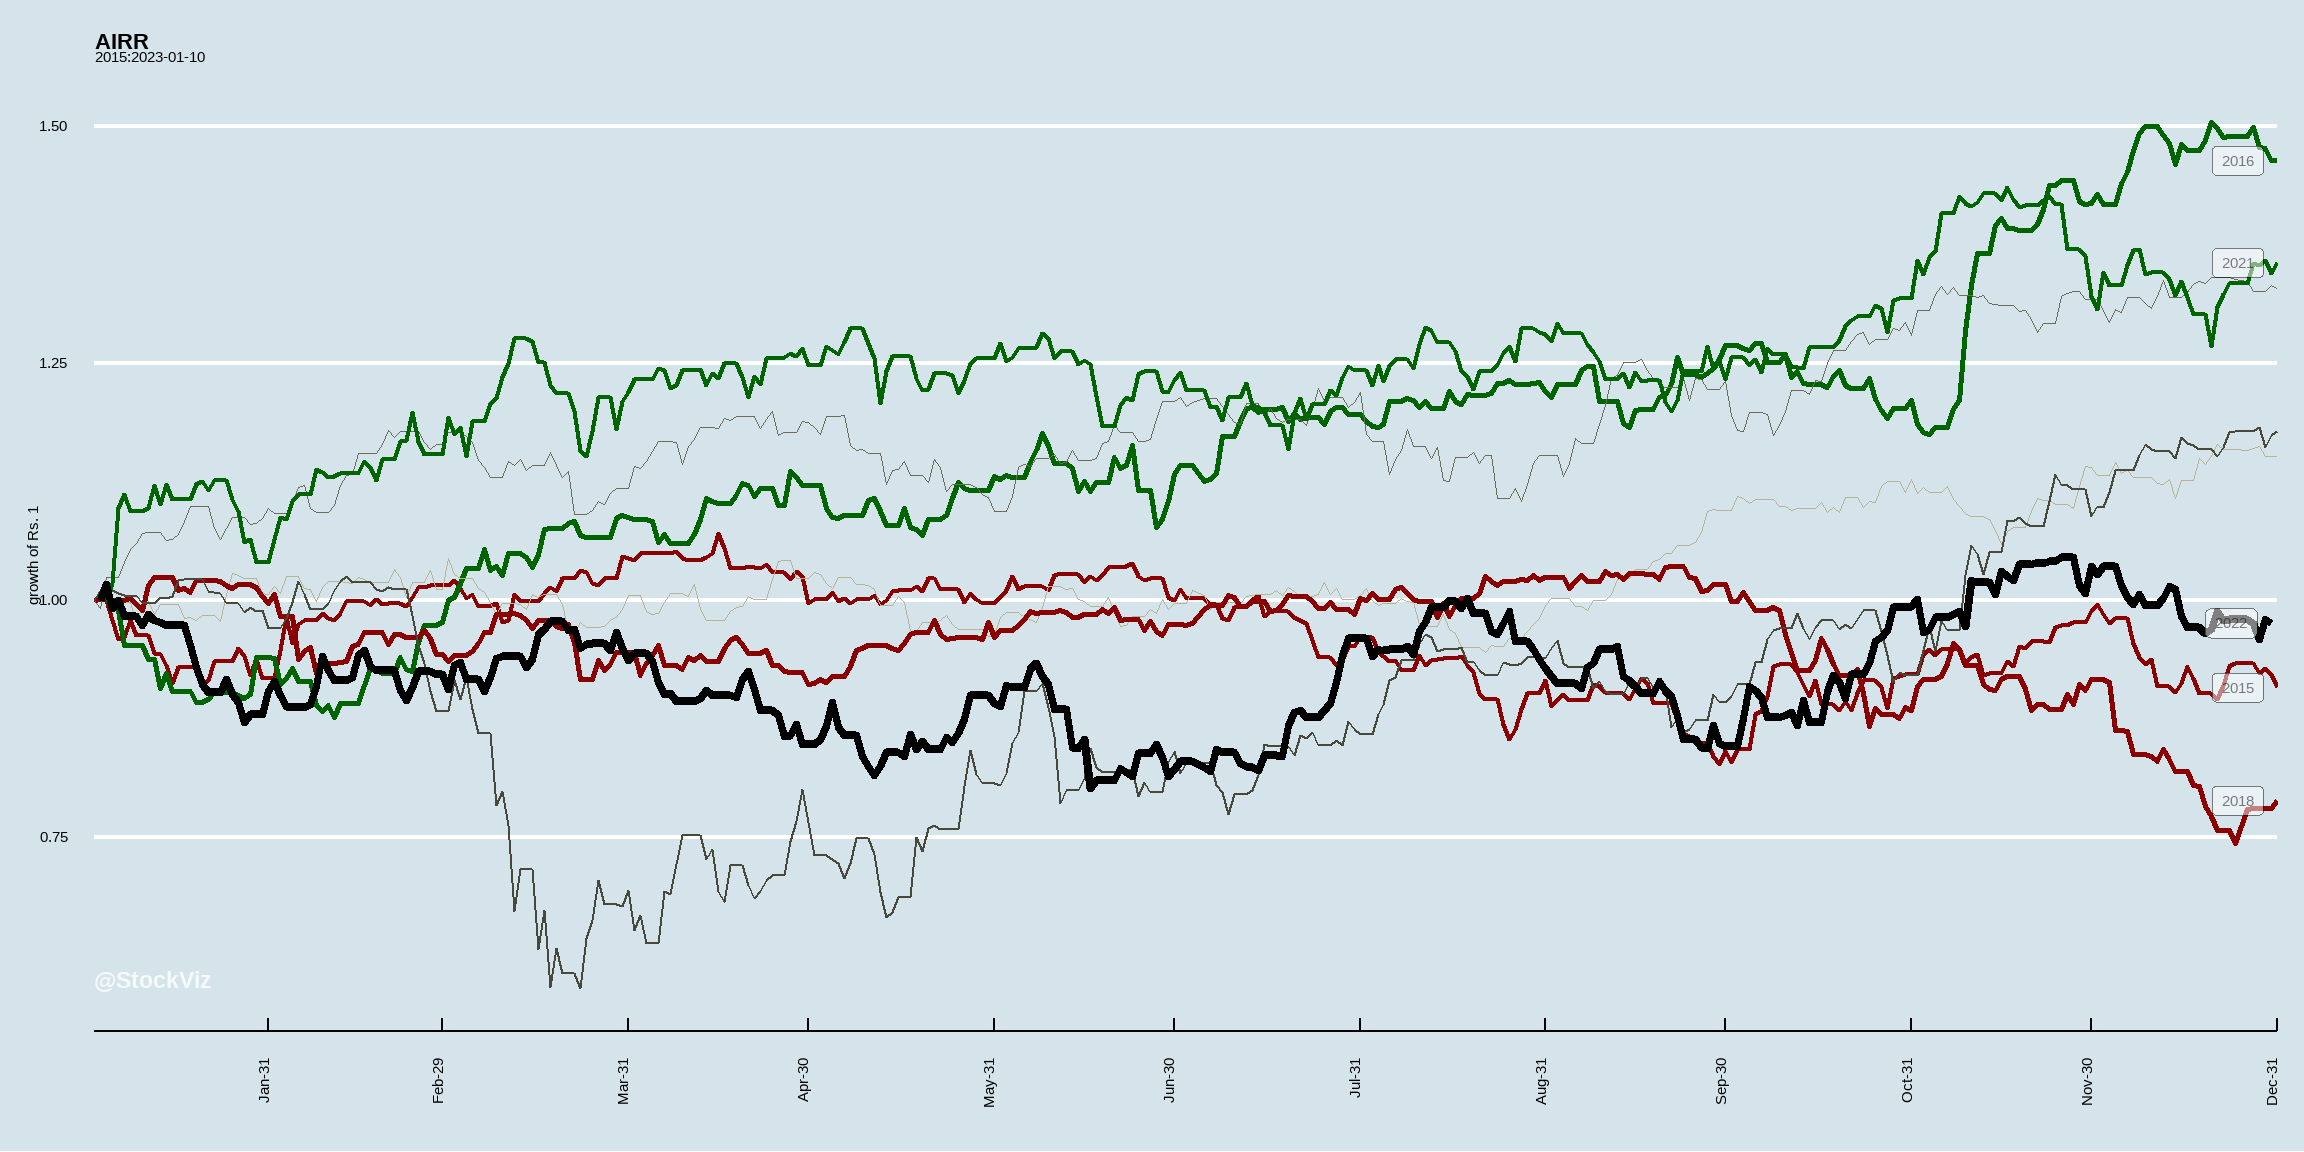 AIRR
2015:2023-01-10
1.50
2016
2021
1.25
growth of Rs. 1
1.00
2022
2015
2018
0.75
@StockViz
Jan-31
Feb-29
Mar-31
Apr-30
May-31
Jun-30
Jul-31
Aug-31
Sep-30
Oct-31
Nov-30
Dec-31